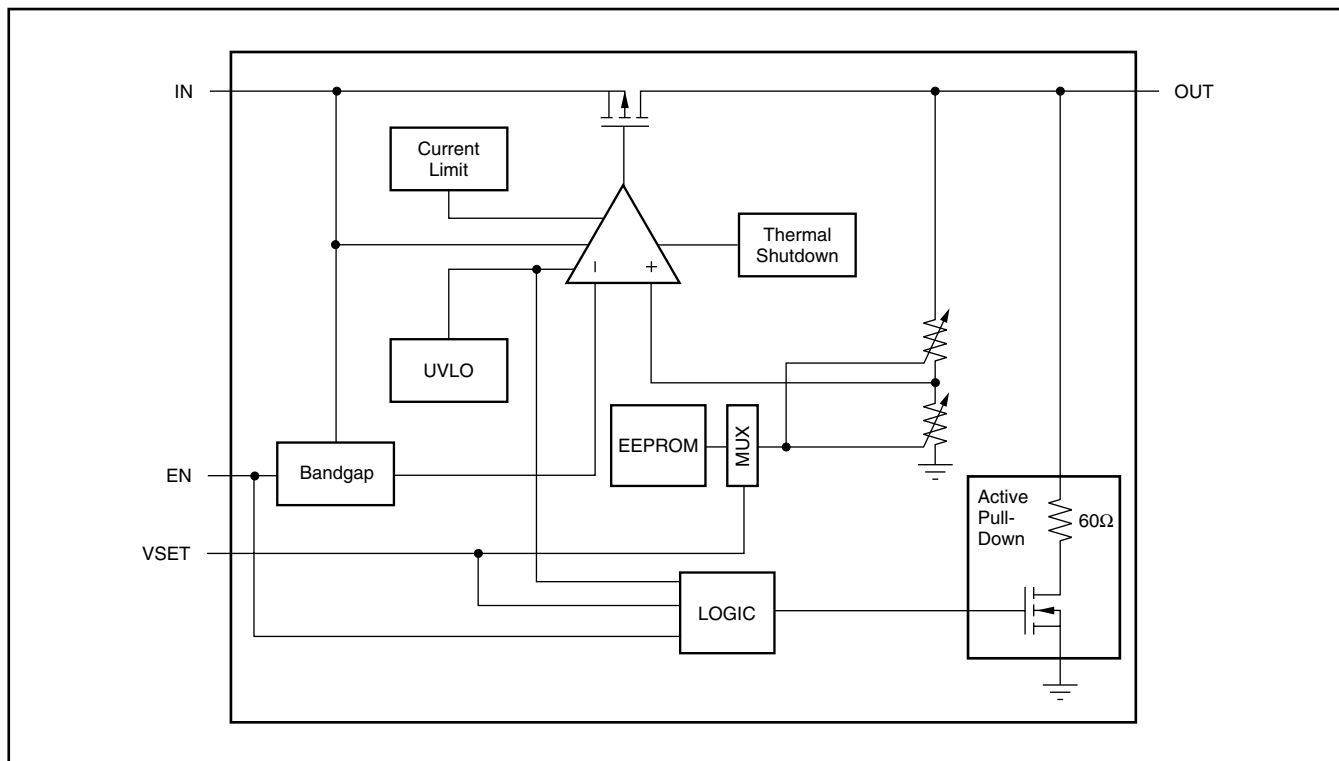 IN
OUT
Current
Limit
Thermal
Shutdown
UVLO
EEPROM
MUX
EN
Bandgap
Active
Pull-
Down
60Ω
VSET
LOGIC